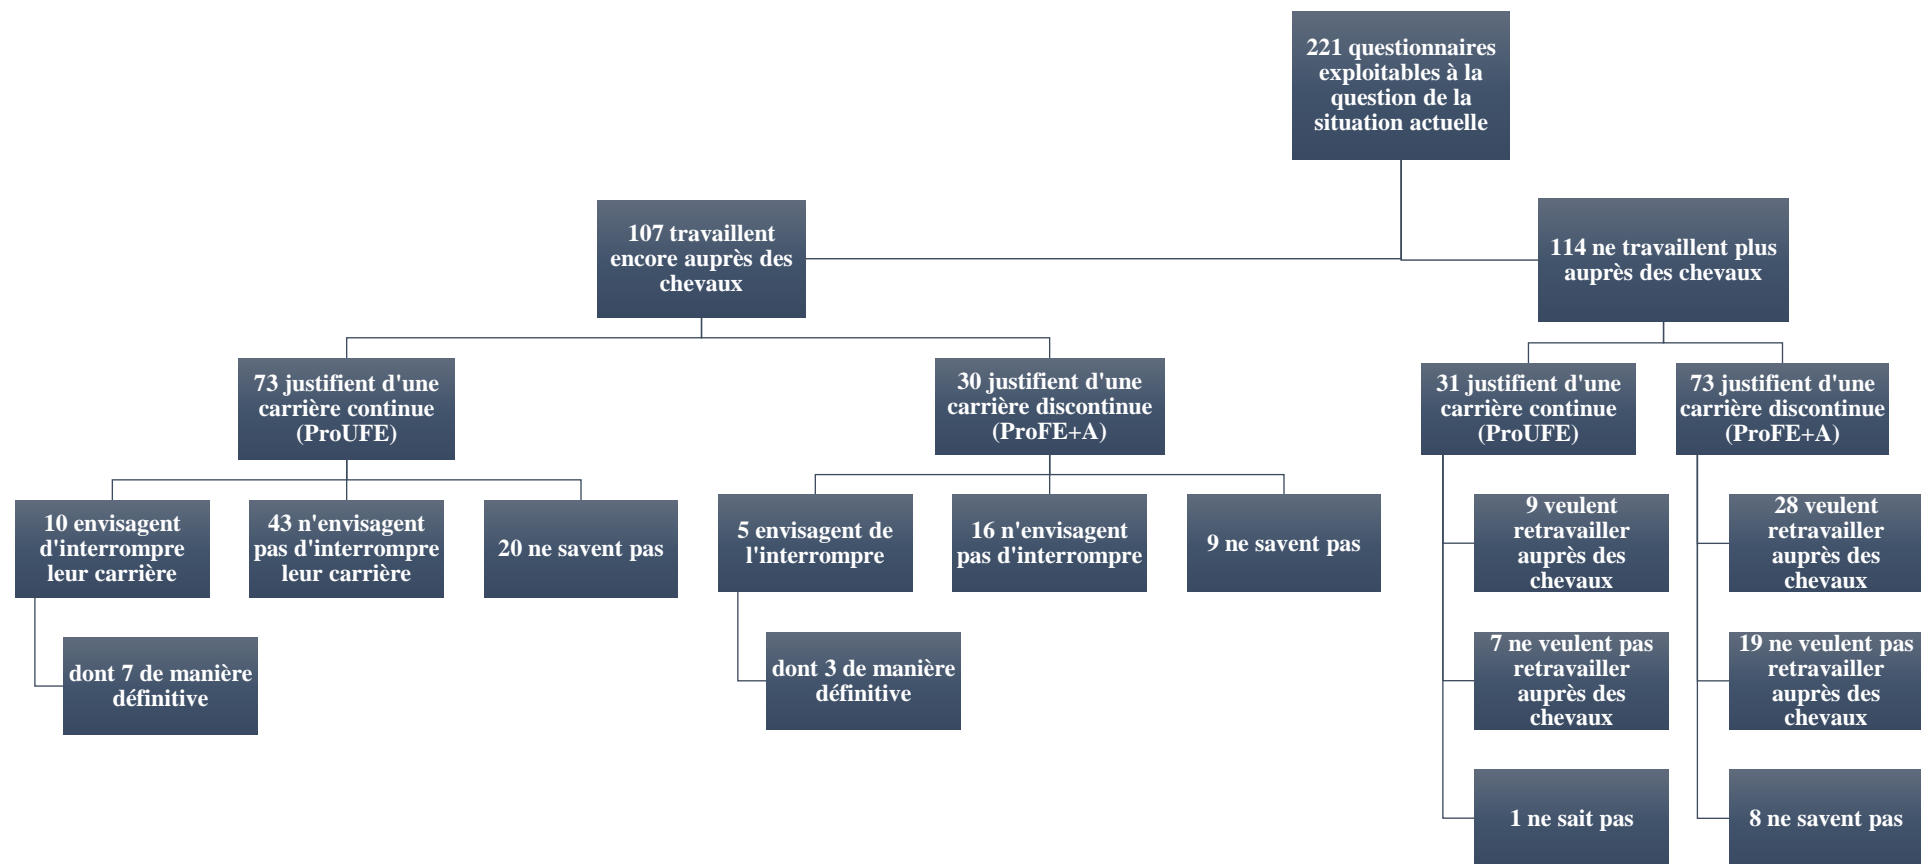 221 questionnaires
exploitables à la
question de la
situation actuelle
107 travaillent
encore auprès des
chevaux
114 ne travaillent plus
auprès des chevaux
73 justifient d'une
carrière continue
(ProUFE)
30 justifient d'une
carrière discontinue
(ProFE+A)
31 justifient d'une
carrière continue
(ProUFE)
73 justifient d'une
carrière discontinue
(ProFE+A)
10 envisagent
d'interrompre
leur carrière
43 n'envisagent
pas d'interrompre
leur carrière
20 ne savent pas
5 envisagent de
l'interrompre
16 n'envisagent
pas d'interrompre
9 ne savent pas
9 veulent
retravailler
auprès des
chevaux
28 veulent
retravailler
auprès des
chevaux
dont 7 de manière
définitive
dont 3 de manière
définitive
7 ne veulent pas
retravailler
auprès des
chevaux
19 ne veulent pas
retravailler
auprès des
chevaux
1 ne sait pas
8 ne savent pas